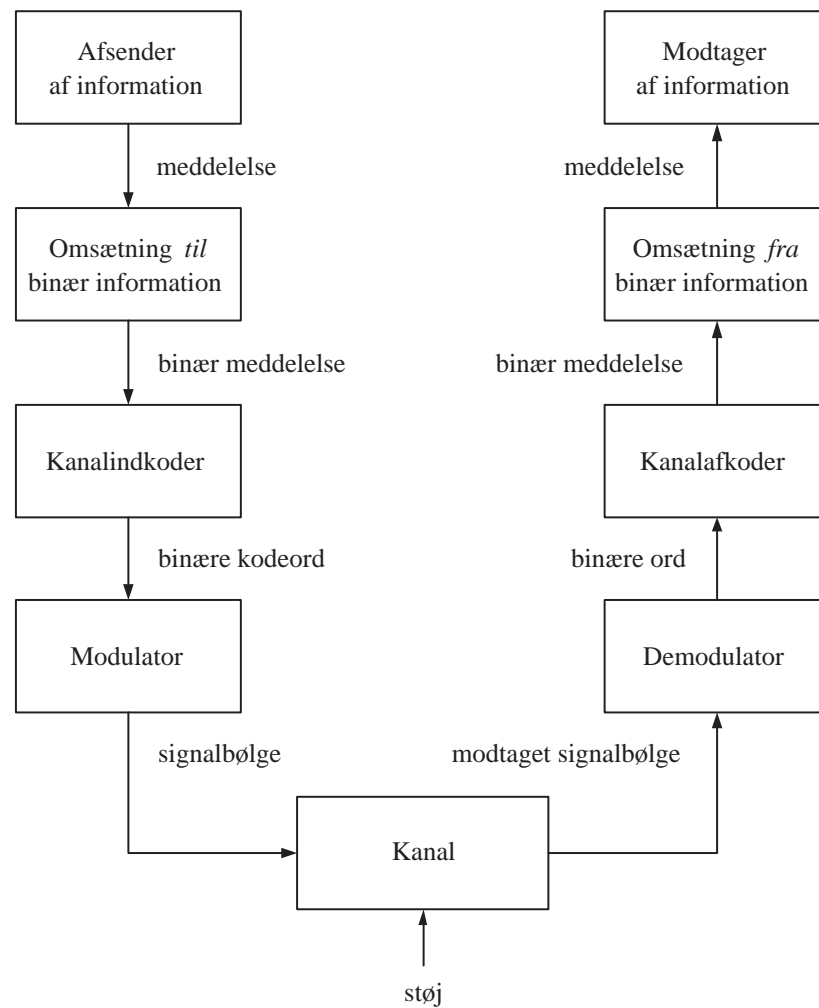 Afsender
af information
meddelelse
Omsætning til
binær information
binær meddelelse
Kanalindkoder
binære kodeord
Modulator
signalbølge
Kanal
støj
modtaget signalbølge
Demodulator
binære ord
Kanalafkoder
binær meddelelse
Omsætning fra
binær information
meddelelse
Modtager
af information